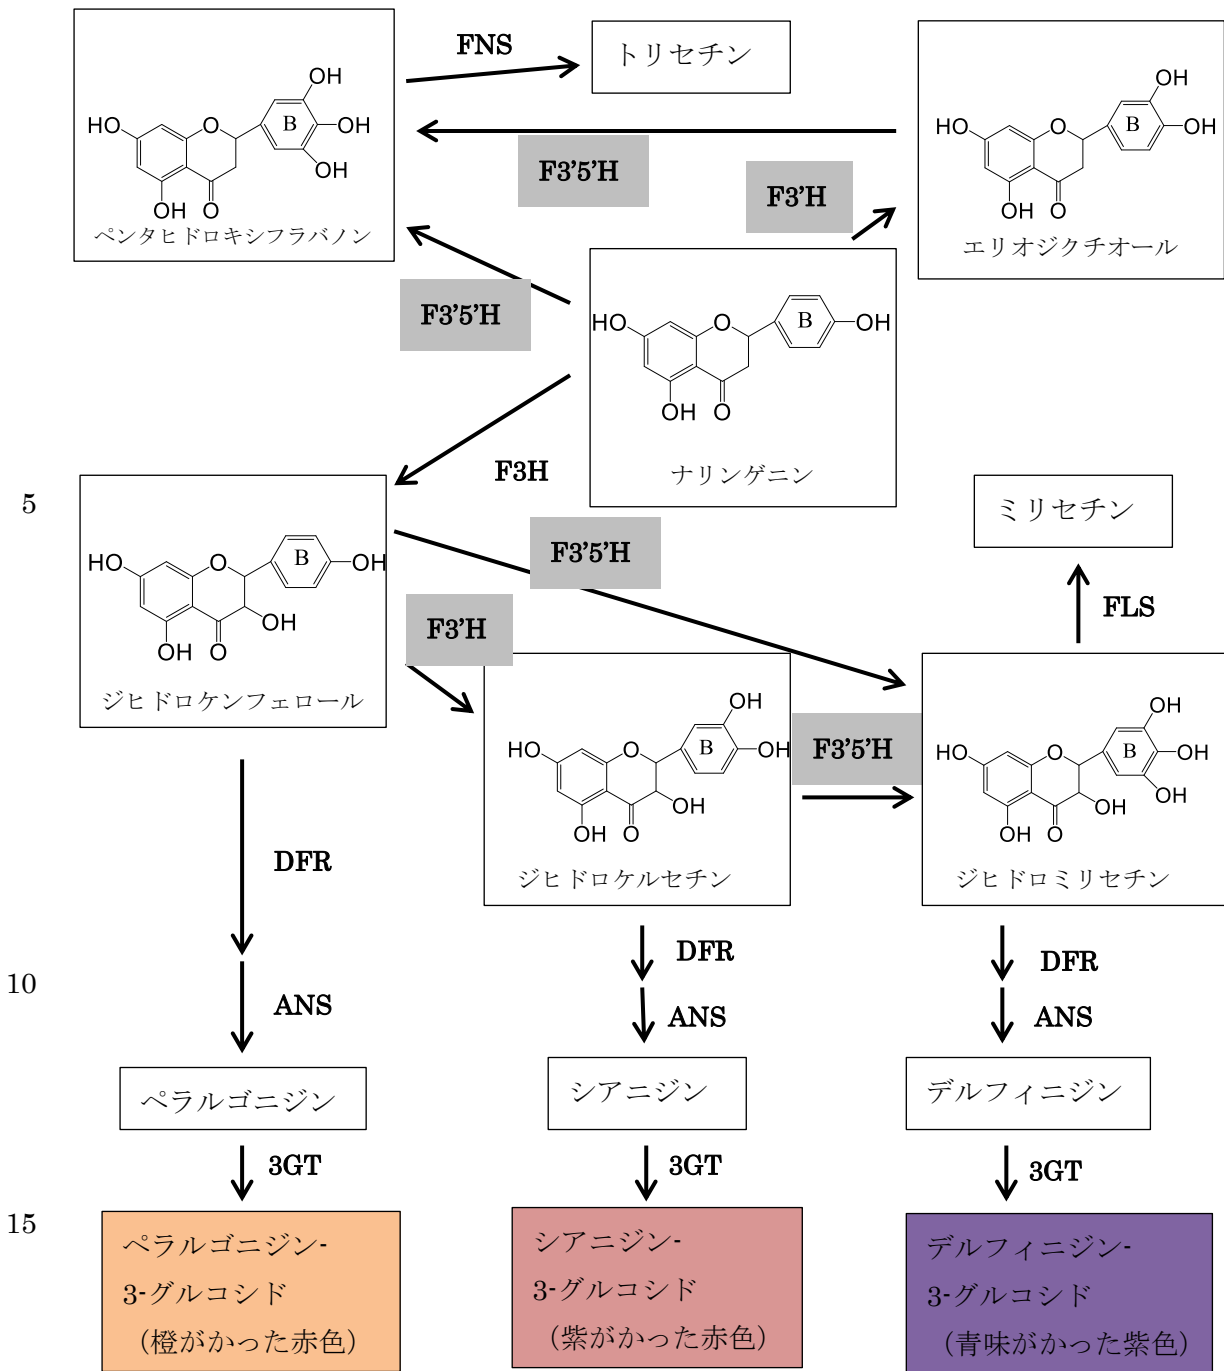 FNS
トリセチン
OH
HO
O
B
OH
OH
OH
O
ペンタヒドロキシフラバノン
F3'5'H
F3'H
OH
HO
O
B
OH
OH
O
エリオジクチオール
F3'5'H
HO
O
B
OH
OH
O
ナリンゲニン
F3H
5
ミリセチン
F3'5'H
FLS
HO
O
B
OH
OH
OH
O
ジヒドロケンフェロール
F3'H
OH
HO
O
B
OH
OH
OH
O
ジヒドロケルセチン
F3'5'H
OH
HO
O
B
OH
OH
OH
OH
O
ジヒドロミリセチン
DFR
DFR
DFR
10
ANS
ANS
ANS
ペラルゴニジン
シアニジン
デルフィニジン
3GT
3GT
3GT
15
ペラルゴニジン-
3-グルコシド
（橙がかった赤色）
シアニジン-
3-グルコシド
（紫がかった赤色）
デルフィニジン-
3-グルコシド
（青味がかった紫色）